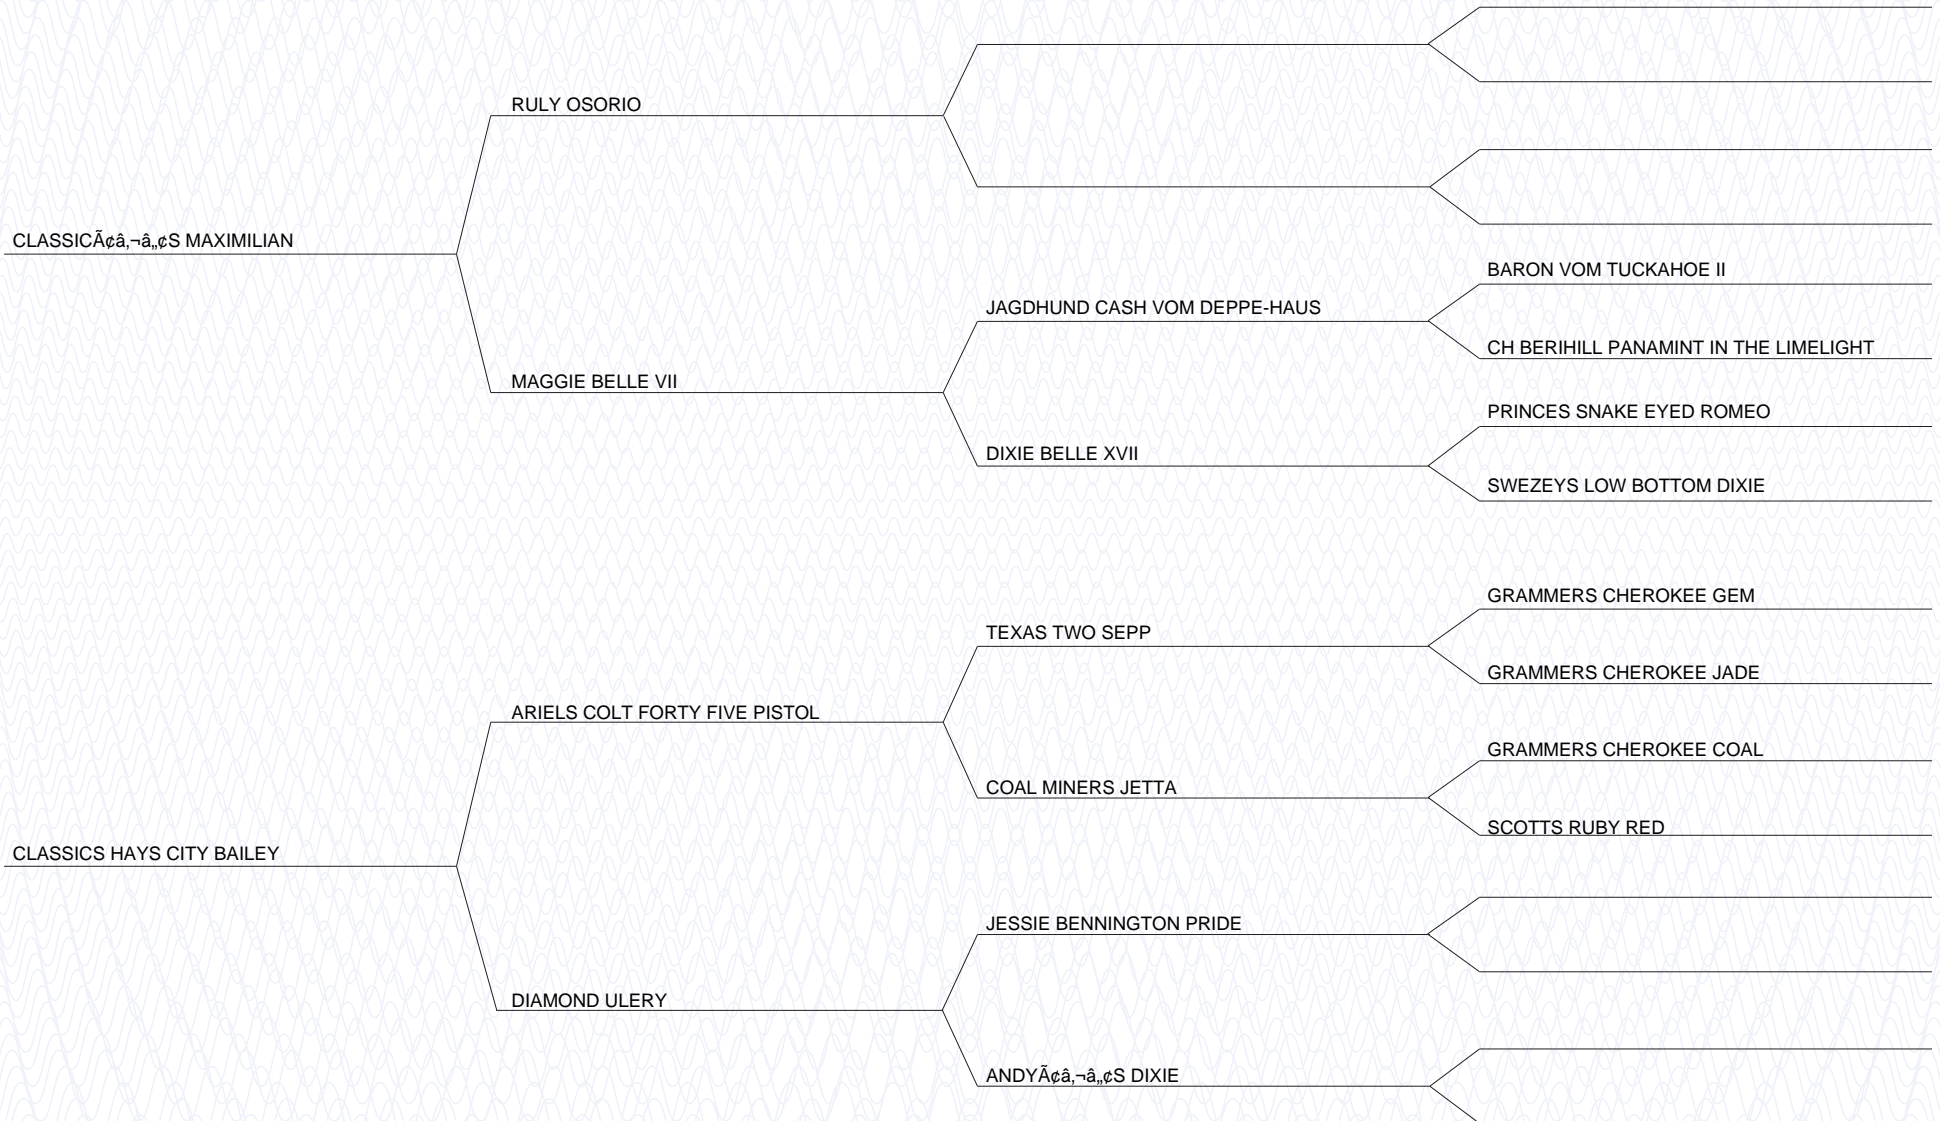 RULY OSORIO
CLASSICÃ¢â‚¬â„¢S MAXIMILIAN
BARON VOM TUCKAHOE II
JAGDHUND CASH VOM DEPPE-HAUS
CH BERIHILL PANAMINT IN THE LIMELIGHT
MAGGIE BELLE VII
PRINCES SNAKE EYED ROMEO
DIXIE BELLE XVII
SWEZEYS LOW BOTTOM DIXIE
GRAMMERS CHEROKEE GEM
TEXAS TWO SEPP
GRAMMERS CHEROKEE JADE
ARIELS COLT FORTY FIVE PISTOL
GRAMMERS CHEROKEE COAL
COAL MINERS JETTA
SCOTTS RUBY RED
CLASSICS HAYS CITY BAILEY
JESSIE BENNINGTON PRIDE
DIAMOND ULERY
ANDYÃ¢â‚¬â„¢S DIXIE